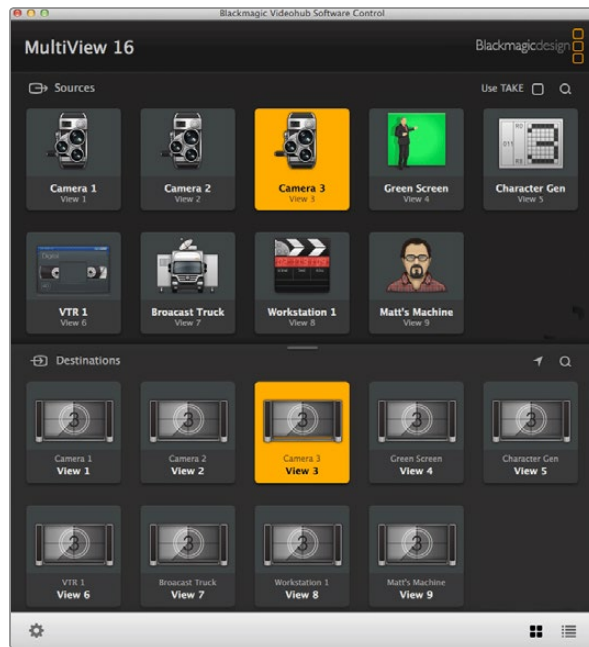 Blackmagic Videohub Software Control
MultiView 16
Blackmagicdesign
Sources
Use TAKE
Camera 1
View 1
Camera 2
View 2
Camera 3
View 3
Green Screen
View 4
Character Gen
View 5
VTR 1
View 6
Broacast Truck
View 7
Workstation 1
View 8
Matt's Machine
View 9
Destinations
Camera 1
View 1
Camera 2
View 2
Camera 3
View 3
Green Screen
View 4
Character Gen
View 5
VTR 1
View 6
Broacast Truck
View 7
Workstation 1
View 8
Matt's Machine
View 9